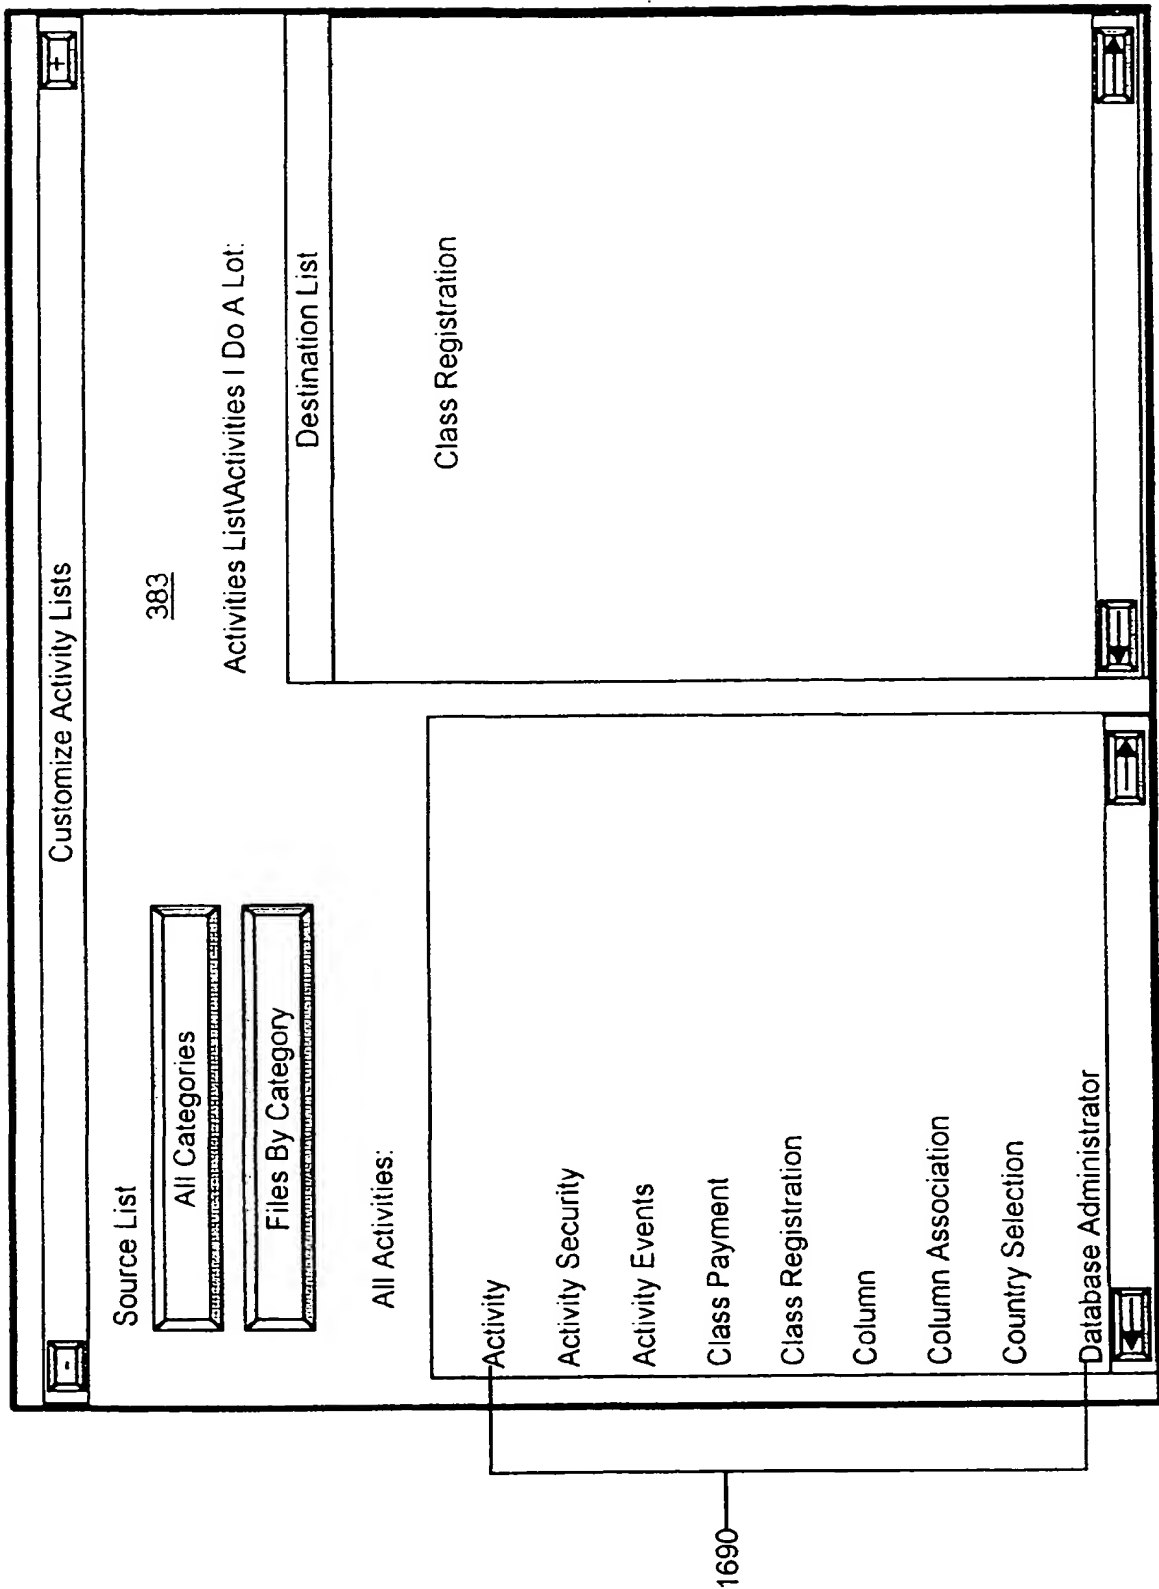 Customize Activity Lists
-
+
Source List
383
All Categories
Files By Category
Activities List\Activities I Do A Lot:
All Activities:
Destination List
Activity
Activity Security
Activity Events
Class Payment
Class Registration
Column
Column Association
Country Selection
Database Administrator
Class Registration
1690